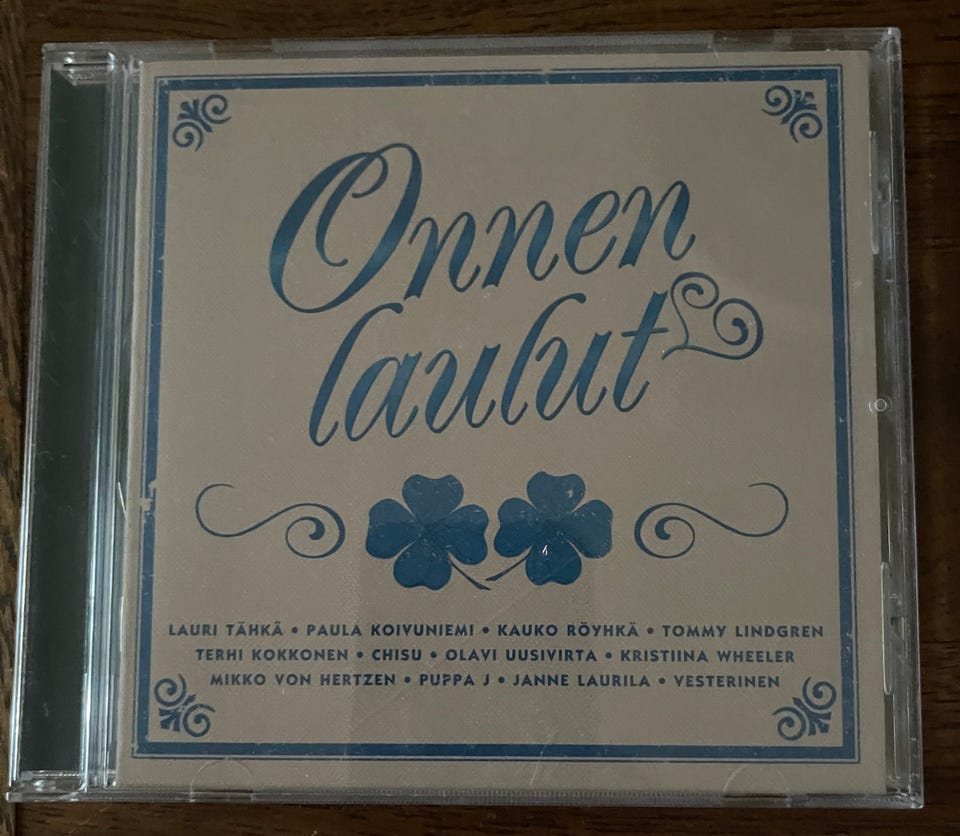 Onnen
laulut
LAURI TÄHKÄ • PAULA KOIVUNIEMI • KAUKO RÖYHKÄ • TOMMY LINDGREN
TERHI KOKKONEN • CHISU • OLAVI UUSIVIRTA • KRISTIINA WHEELER
MIKKO VON HERTZEN • PUPPA J • JANNE LAURILA • VESTERINEN